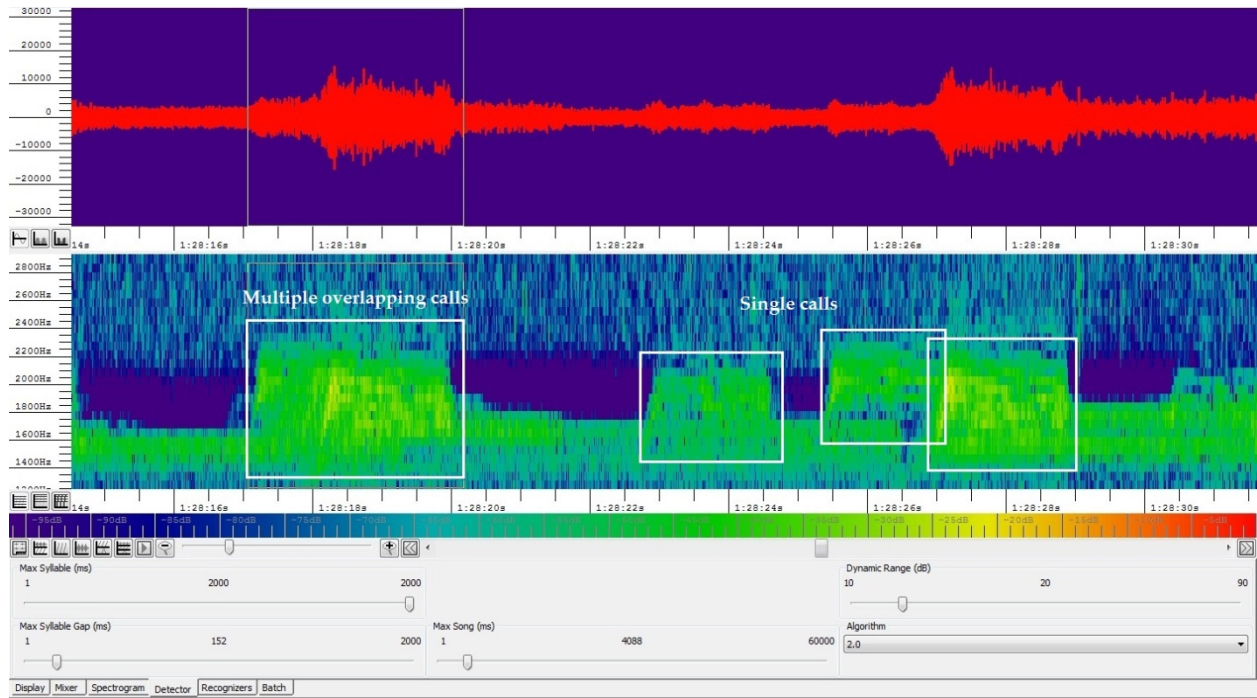 30000
20000
10000
0
-10000
-20000
-30000
14s 1:28:16s 1:28:18s 1:28:20s 1:28:22s 1:28:24s 1:28:26s 1:28:28s 1:28:30s
2800Hz
2600Hz
Multiple overlapping calls Single calls
2400Hz
2200Hz
2000Hz
1800Hz
1600Hz
1400Hz
1200Hz
14s 1:28:16s 1:28:18s 1:28:20s 1:28:22s 1:28:24s 1:28:26s 1:28:28s 1:28:30s
-95dB -90dB -85dB -80dB -75dB -70dB -30dB -25dB -20dB -15dB -5dB
Max Syllable (ms) Dynamic Range (dB)
1 2000 2000 10 20 90
Max Syllable Gap (ms) Max Song (ms) Algorithm
1 152 2000 1 4088 60000 2.0
Display Mixer Spectrogram Detector Recognizers Batch